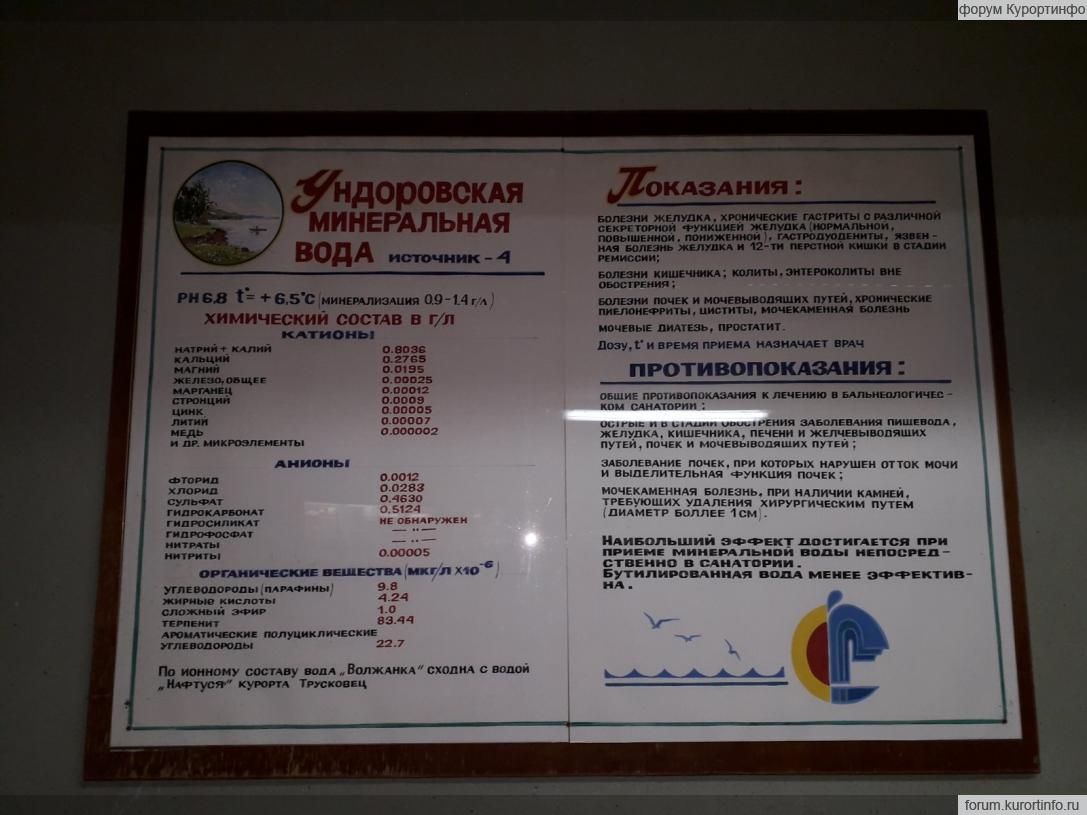 форум Курортинфо
Ундоровская
минеральная
вода источник - 4
PH 6,8 t°= + 6.5°C (минерализация 0.9-1.4 г/л)
Химический состав в г/л
Катионы
Натрий + калий 0.8036
Кальций 0.2765
Магний 0.0195
Железо, общее 0.00025
Марганец 0.00012
Стронций 0.0009
Цинк 0.00005
Литий 0.00007
Медь 0.000002
и др. микроэлементы
Анионы
Фторид 0.0012
Хлорид 0.0283
Сульфат 0.4630
Гидрокарбонат 0.5124
Гидросиликат не обнаружен
Гидрофосфат — „ —
Нитраты — „ —
Нитриты 0.00005
Органические вещества (мкг/л x10⁻⁶)
Углеводороды (парафины) 9.8
Жирные кислоты 4.24
Сложный эфир 1.0
Терпенит 83.44
Ароматические полуциклические
углеводороды 22.7
По ионному составу вода „Волжанка" сходна с водой
„Нафтуся" курорта Трусковец
Показания:
Болезни желудка, хронические гастриты с различной
секреторной функцией желудка (нормальной,
повышенной, пониженной), гастродуодениты, язвен-
ная болезнь желудка и 12-ти перстной кишки в стадии
ремиссии;
Болезни кишечника; колиты, энтероколиты вне
обострения;
Болезни почек и мочевыводящих путей, хронические
пиелонефриты, циститы, мочекаменная болезнь
Мочевые диатезь, простатит.
Дозу, t° и время приема назначает врач
Противопоказания:
Общие противопоказания к лечению в бальнеологичес-
ком санатории;
Острые и в стадии обострения заболевания пищевода,
желудка, кишечника, печени и желчевыводящих
путей, почек и мочевыводящих путей;
Заболевание почек, при которых нарушен отток мочи
и выделительная функция почек;
Мочекаменная болезнь, при наличии камней,
требующих удаления хирургическим путем
(диаметр боллее 1см).
Наибольший эффект достигается при
приеме минеральной воды непосред-
ственно в санатории.
Бутилированная вода менее эффектив-
на.
forum.kurortinfo.ru